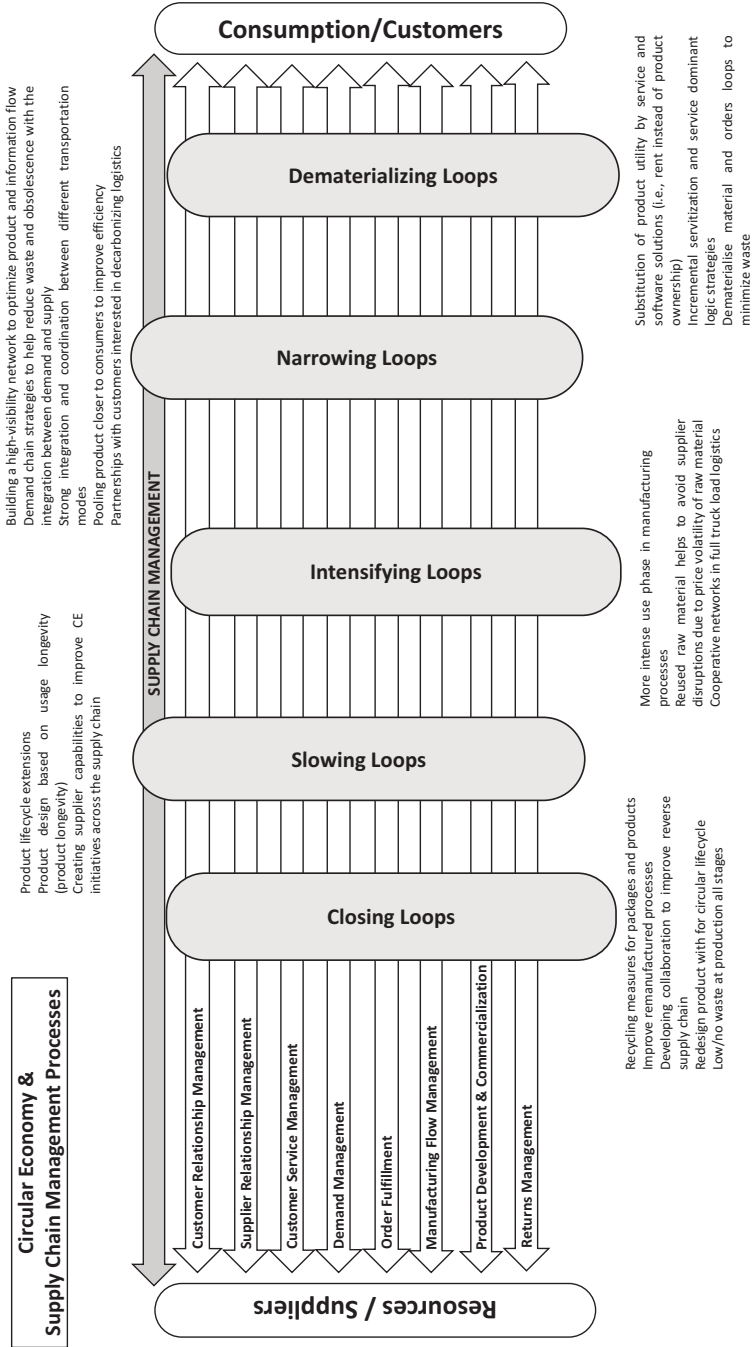 Circular Economy &
Supply Chain Management Processes
Product lifecycle extensions
Product design based on usage longevity
(product longevity)
Creating supplier capabilities to improve CE
initiatives across the supply chain
Building a high-visibility network to optimize product and information flow
Demand chain strategies to help reduce waste and obsolescence with the
integration between demand and supply
Strong integration and coordination between different transportation
modes
Pooling product closer to consumers to improve efficiency
Partnerships with customers interested in decarbonizing logistics
SUPPLY CHAIN MANAGEMENT
Resources / Suppliers
Customer Relationship Management
Supplier Relationship Management
Customer Service Management
Demand Management
Order Fulfillment
Manufacturing Flow Management
Product Development & Commercialization
Returns Management
Closing Loops
Slowing Loops
Intensifying Loops
Narrowing Loops
Dematerializing Loops
Consumption/Customers
Recycling measures for packages and products
Improve remanufactured processes
Developing collaboration to improve reverse
supply chain
Redesign product with for circular lifecycle
Low/no waste at production all stages
More intense use phase in manufacturing
processes
Reused raw material helps to avoid supplier
disruptions due to price volatility of raw material
Cooperative networks in full truck load logistics
Substitution of product utility by service and
software solutions (i.e., rent instead of product
ownership)
Incremental servitization and service dominant
logic strategies
Dematerialise material and orders loops to
minimize waste